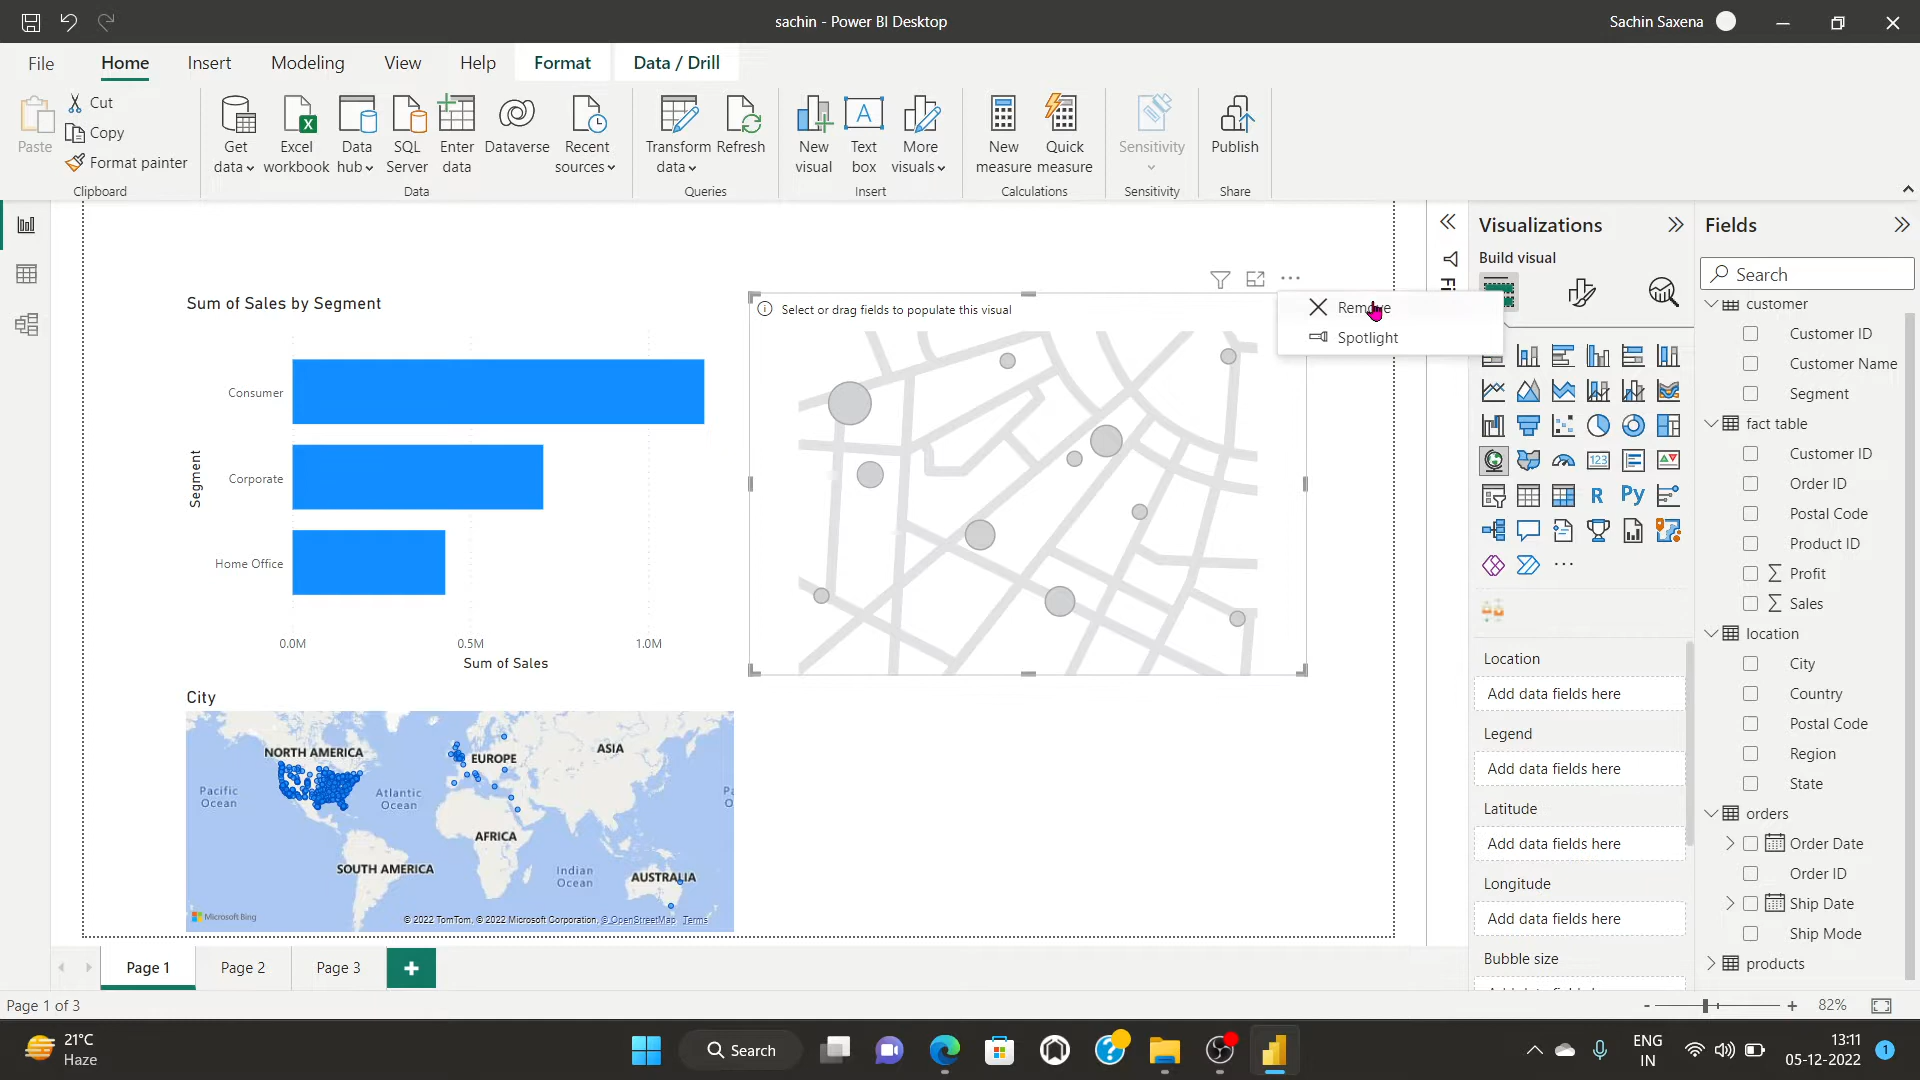 sachin - Power BI Desktop
Sachin Saxena
File Home Insert Modeling View Help Format Data / Drill
Paste
Cut
Copy
Format painter
Clipboard
Get data
Excel workbook
Data hub
SQL Server
Enter data
Dataverse
Recent sources
Data
Transform data
Refresh
Queries
New visual
Text box
More visuals
Insert
New measure
Quick measure
Calculations
Sensitivity
Sensitivity
Publish
Share
Sum of Sales by Segment
Segment
Consumer
Corporate
Home Office
0.0M 0.5M 1.0M
Sum of Sales
City
NORTH AMERICA
EUROPE
ASIA
Pacific Ocean
Atlantic Ocean
AFRICA
SOUTH AMERICA
Indian Ocean
AUSTRALIA
Microsoft Bing
© 2022 TomTom, © 2022 Microsoft Corporation, © OpenStreetMap Terms
Select or drag fields to populate this visual
Remove
Spotlight
Visualizations
Build visual
123
R
Py
Location
Add data fields here
Legend
Add data fields here
Latitude
Add data fields here
Longitude
Add data fields here
Bubble size
Fields
Search
customer
Customer ID
Customer Name
Segment
fact table
Customer ID
Order ID
Postal Code
Product ID
∑ Profit
∑ Sales
location
City
Country
Postal Code
Region
State
orders
Order Date
Order ID
Ship Date
Ship Mode
products
Page 1 Page 2 Page 3 +
Page 1 of 3
- + 82%
21°C
Haze
Search
ENG
IN
13:11
05-12-2022
1